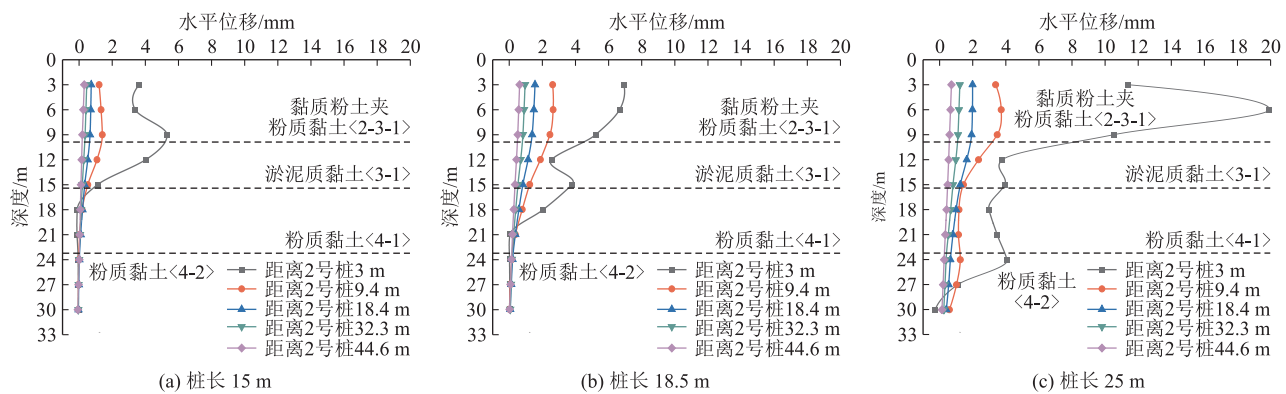 水平位移/mm
0 2 4 6 8 10 12 14 16 18 20
深度/m
0
3
6
9
12
15
18
21
24
27
30
33
黏质粉土夹
粉质黏土<2-3-1>
淤泥质黏土<3-1>
粉质黏土<4-1>
粉质黏土<4-2>
距离2号桩3 m
距离2号桩9.4 m
距离2号桩18.4 m
距离2号桩32.3 m
距离2号桩44.6 m
(a) 桩长 15 m
水平位移/mm
0 2 4 6 8 10 12 14 16 18 20
深度/m
0
3
6
9
12
15
18
21
24
27
30
33
黏质粉土夹
粉质黏土<2-3-1>
淤泥质黏土<3-1>
粉质黏土<4-1>
粉质黏土<4-2>
距离2号桩3 m
距离2号桩9.4 m
距离2号桩18.4 m
距离2号桩32.3 m
距离2号桩44.6 m
(b) 桩长 18.5 m
水平位移/mm
0 2 4 6 8 10 12 14 16 18 20
深度/m
0
3
6
9
12
15
18
21
24
27
30
33
黏质粉土夹
粉质黏土<2-3-1>
淤泥质黏土<3-1>
粉质黏土<4-1>
粉质黏土
<4-2>
距离2号桩3 m
距离2号桩9.4 m
距离2号桩18.4 m
距离2号桩32.3 m
距离2号桩44.6 m
(c) 桩长 25 m